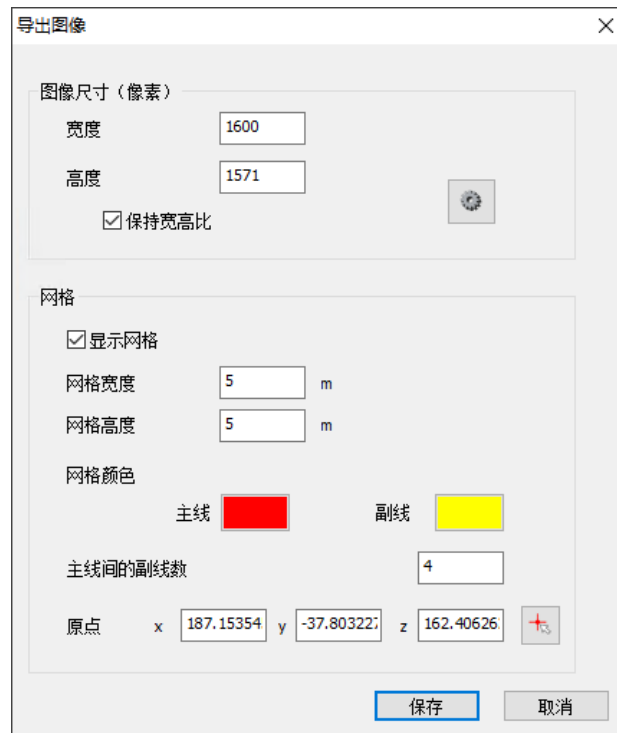 导出图像
图像尺寸（像素）
宽度 1600
高度 1571
保持宽高比
网格
显示网格
网格宽度 5 m
网格高度 5 m
网格颜色
主线 副线
主线间的副线数 4
原点 x 187.15354 y -37.803227 z 162.40626
保存 取消